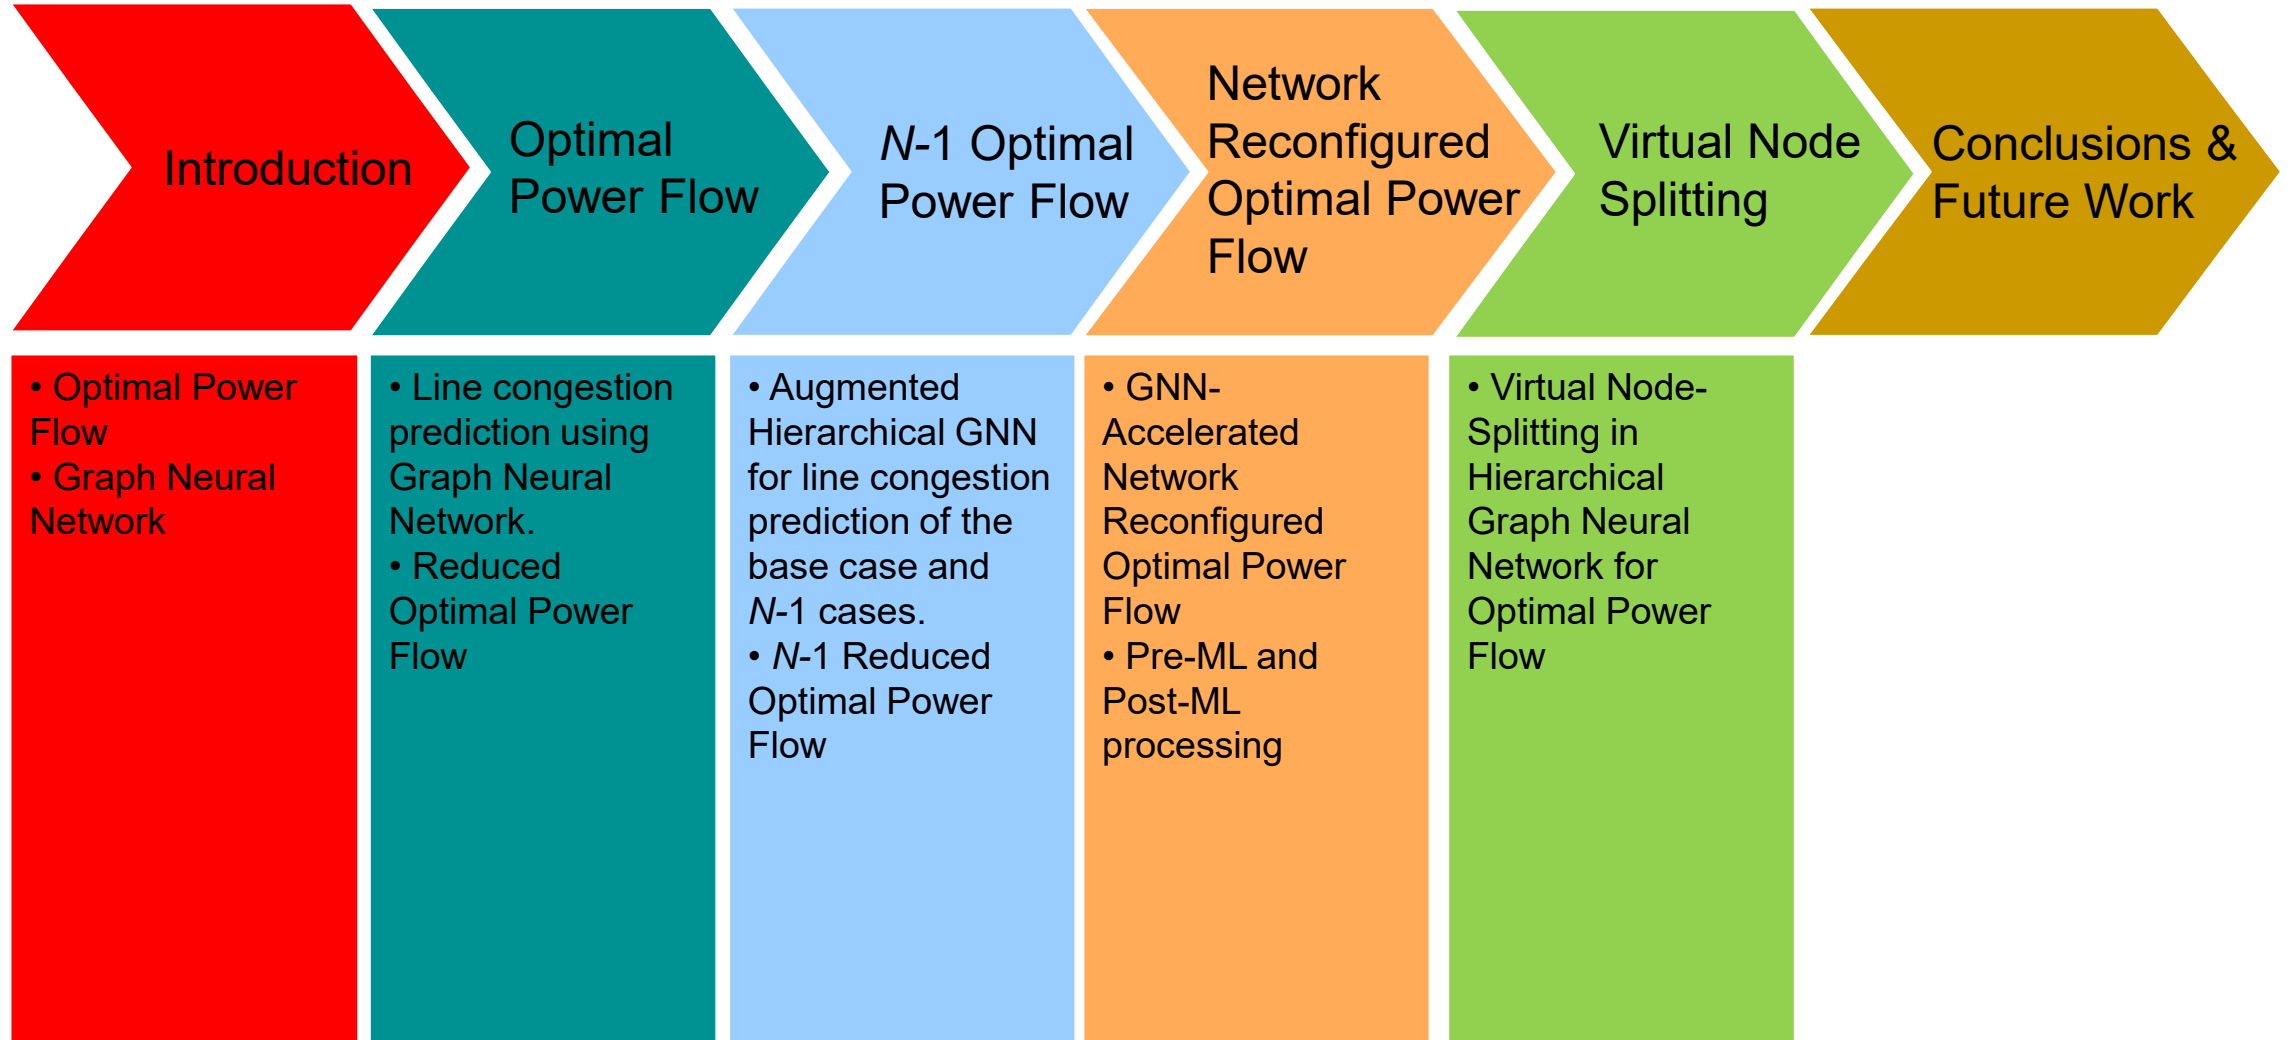 Introduction
Optimal
Power Flow
N-1 Optimal
Power Flow
Network
Reconfigured
Optimal Power
Flow
Virtual Node
Splitting
Conclusions &
Future Work
• Optimal Power
Flow
• Graph Neural
Network
• Line congestion
prediction using
Graph Neural
Network.
• Reduced
Optimal Power
Flow
• Augmented
Hierarchical GNN
for line congestion
prediction of the
base case and
N-1 cases.
• N-1 Reduced
Optimal Power
Flow
• GNN-
Accelerated
Network
Reconfigured
Optimal Power
Flow
• Pre-ML and
Post-ML
processing
• Virtual Node-
Splitting in
Hierarchical
Graph Neural
Network for
Optimal Power
Flow